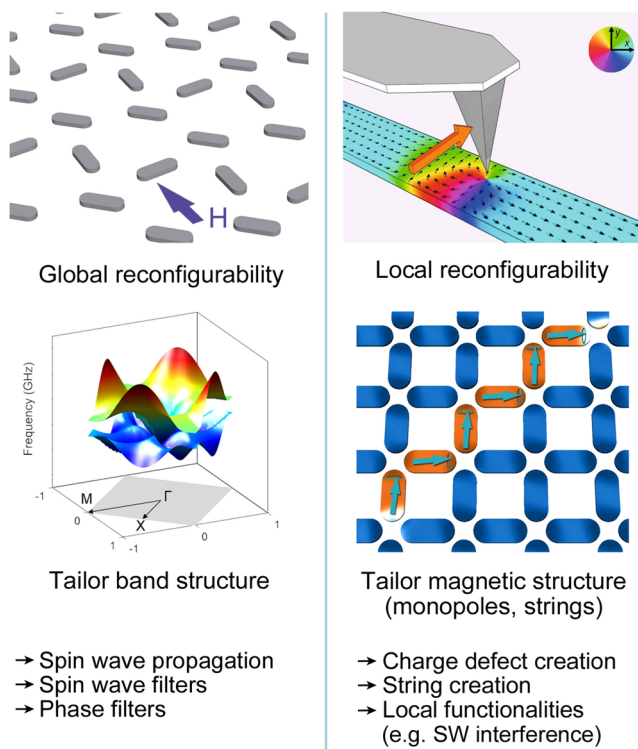 H
Global reconfigurability
Frequency (GHz)
-1
0
1
M
Γ
X
-1
0
1
Tailor band structure
→ Spin wave propagation
→ Spin wave filters
→ Phase filters
y
x
Local reconfigurability
Tailor magnetic structure
(monopoles, strings)
→ Charge defect creation
→ String creation
→ Local functionalities
(e.g. SW interference)